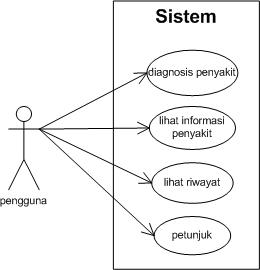 Sistem
diagnosis penyakit
lihat informasi
penyakit
lihat riwayat
pengguna
petunjuk